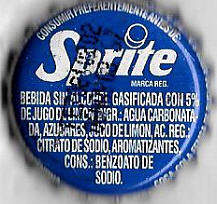 CONSUMIR PREFERENTEMENTE ANTES DE
Sprite
MARCA REG.
BEBIDA SIN ALCOHOL GASIFICADA CON 5%
DE JUGO DE LIMON INGR.: AGUA CARBONATA-
DA, AZUCARES, JUGO DE LIMON, AC. REG.:
CITRATO DE SODIO, AROMATIZANTES,
CONS.: BENZOATO DE
SODIO.